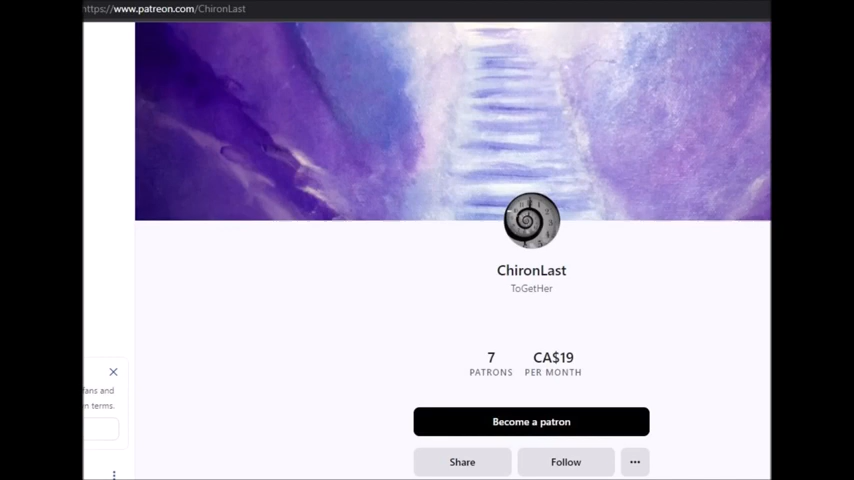 https://www.patreon.com/ChironLast
ChironLast
ToGetHer
7 CA$19
PATRONS PER MONTH
fans and
n terms.
Become a patron
Share Follow